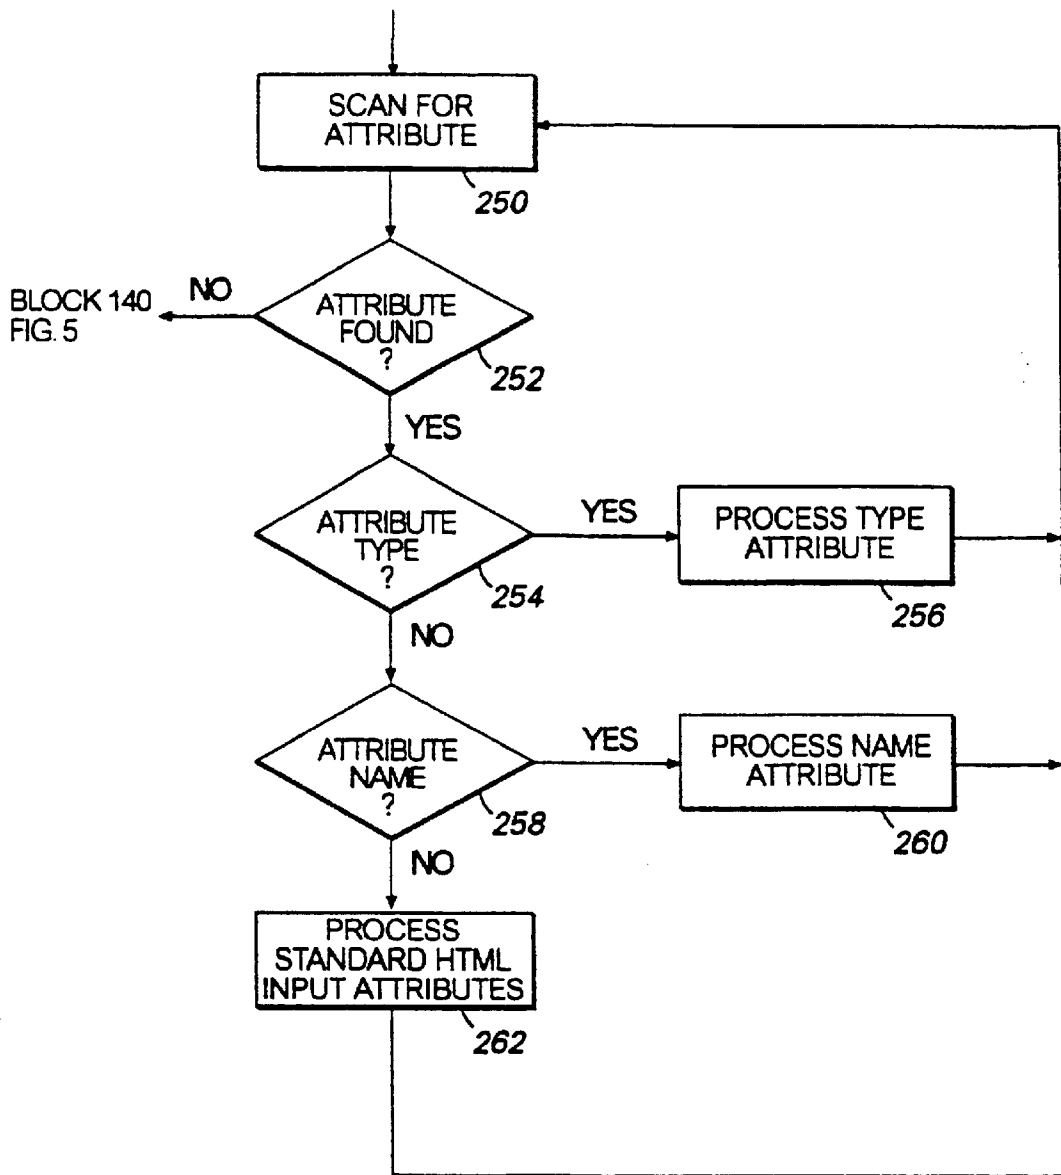 SCAN FOR
ATTRIBUTE
250
BLOCK 140
FIG. 5
NO
ATTRIBUTE
FOUND
?
252
YES
ATTRIBUTE
TYPE
?
254
YES
PROCESS TYPE
ATTRIBUTE
256
NO
ATTRIBUTE
NAME
?
258
YES
PROCESS NAME
ATTRIBUTE
260
NO
PROCESS
STANDARD HTML
INPUT ATTRIBUTES
262